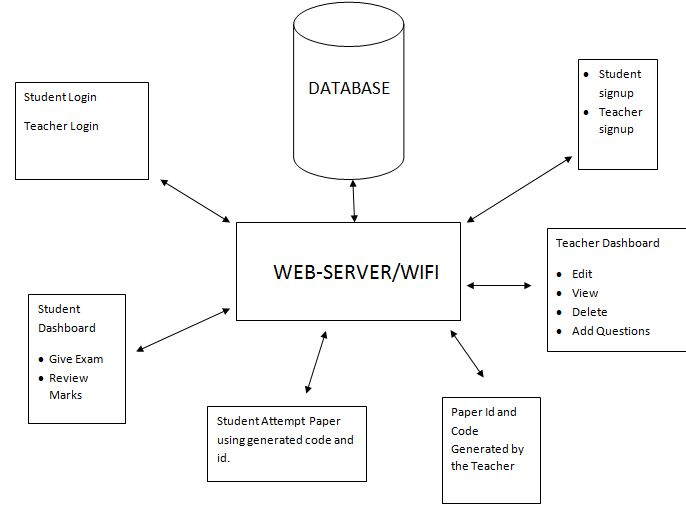 DATABASE
Student Login
Teacher Login
• Student
signup
• Teacher
signup
WEB-SERVER/WIFI
Teacher Dashboard
• Edit
• View
• Delete
• Add Questions
Student
Dashboard
• Give Exam
• Review
Marks
Student Attempt Paper
using generated code and
id.
Paper Id and
Code
Generated by
the Teacher